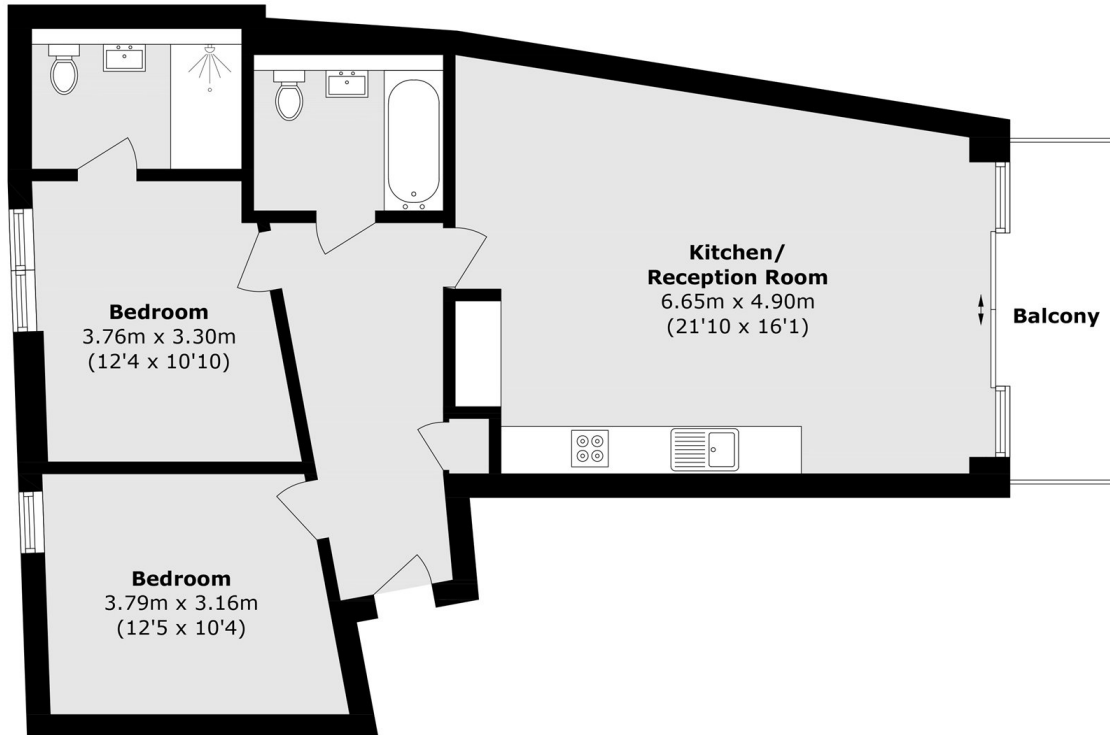 Kitchen/
Reception Room
6.65m x 4.90m
(21'10 x 16'1)
Balcony
Bedroom
3.76m x 3.30m
(12'4 x 10'10)
Bedroom
3.79m x 3.16m
(12'5 x 10'4)